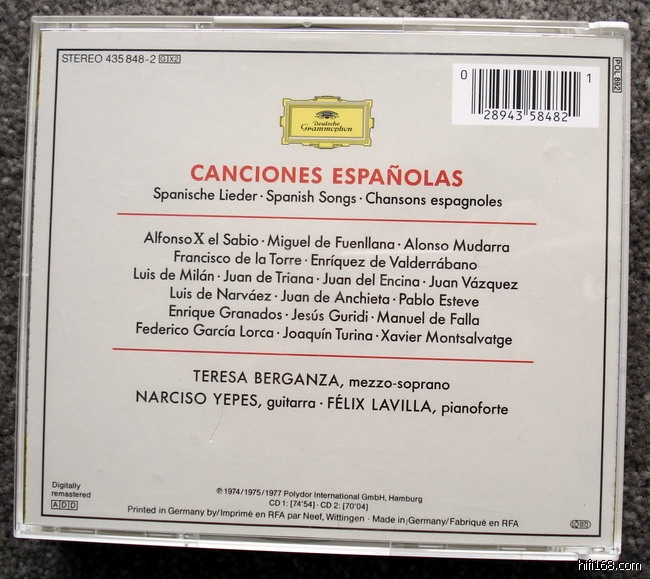 STEREO 435 848-2 GX2
POL 892
0 28943 58482 1
Deutsche
Grammophon
CANCIONES ESPAÑOLAS
Spanische Lieder · Spanish Songs · Chansons espagnoles
Alfonso X el Sabio · Miguel de Fuenllana · Alonso Mudarra
Francisco de la Torre · Enríquez de Valderrábano
Luis de Milán · Juan de Triana · Juan del Encina · Juan Vázquez
Luis de Narváez · Juan de Anchieta · Pablo Esteve
Enrique Granados · Jesús Guridi · Manuel de Falla
Federico García Lorca · Joaquín Turina · Xavier Montsalvatge
TERESA BERGANZA, mezzo-soprano
NARCISO YEPES, guitarra · FÉLIX LAVILLA, pianoforte
Digitally
remastered
ADD
℗ 1974/1975/1977 Polydor International GmbH, Hamburg
CD 1: [74'54] · CD 2: [70'04]
Printed in Germany by/Imprimé en RFA par Neef, Wittingen · Made in Germany/Fabriqué en RFA
hifi168.com